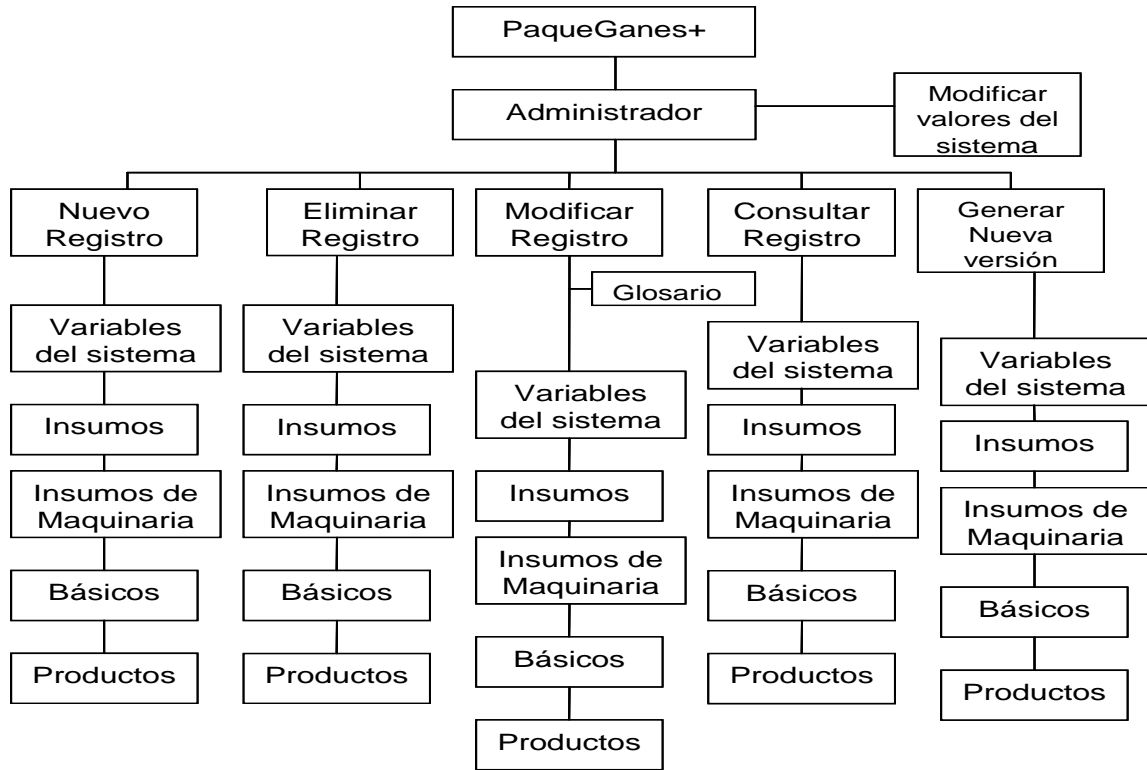 PaqueGanes+
Administrador
Modificar
valores del
sistema
Nuevo
Registro
Eliminar
Registro
Modificar
Registro
Consultar
Registro
Generar
Nueva
versión
Glosario
Variables
del sistema
Insumos
Insumos de
Maquinaria
Básicos
Productos
Variables
del sistema
Insumos
Insumos de
Maquinaria
Básicos
Productos
Variables
del sistema
Insumos
Insumos de
Maquinaria
Básicos
Productos
Variables
del sistema
Insumos
Insumos de
Maquinaria
Básicos
Productos
Variables
del sistema
Insumos
Insumos de
Maquinaria
Básicos
Productos